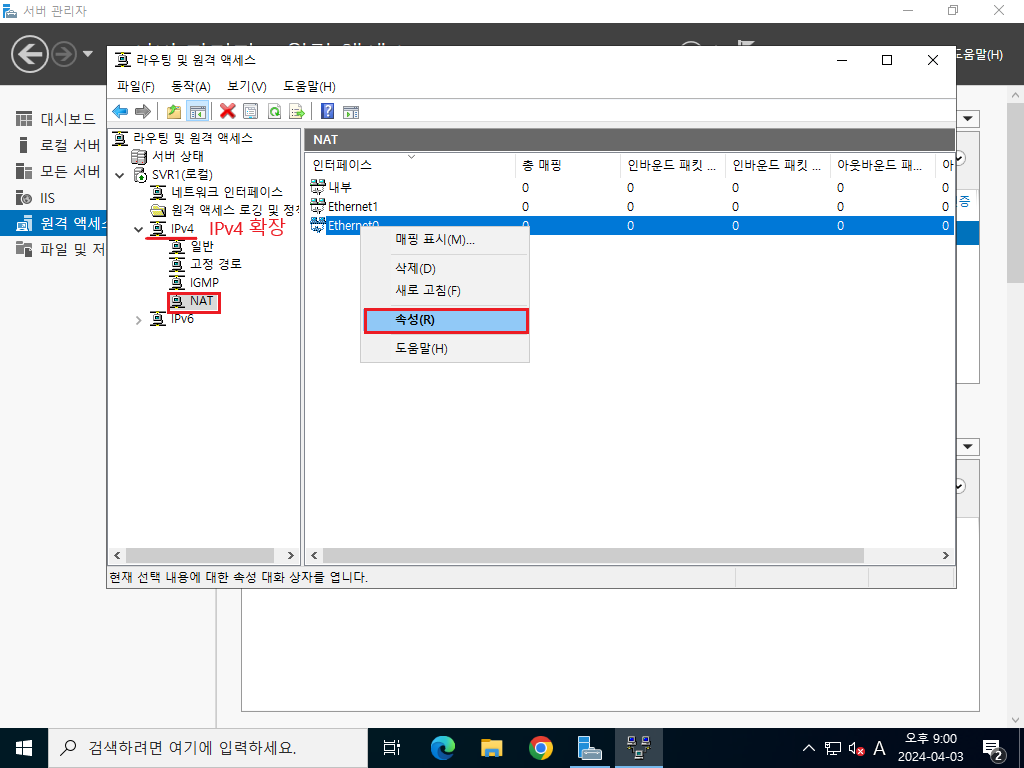 서버 관리자
도움말(H)
대시보드
로컬 서버
모든 서버
IIS
원격 액세스
파일 및 저
증
라우팅 및 원격 액세스
파일(F) 동작(A) 보기(V) 도움말(H)
라우팅 및 원격 액세스
서버 상태
SVR1(로컬)
네트워크 인터페이스
원격 액세스 로깅 및 정책
IPv4 IPv4 확장
일반
고정 경로
IGMP
NAT
IPv6
NAT
인터페이스 총 매핑 인바운드 패킷 ... 인바운드 패킷 ... 아웃바운드 패... 아
내부 0 0 0 0 0
Ethernet1 0 0 0 0 0
Ethernet0 0 0 0 0 0
매핑 표시(M)...
삭제(D)
새로 고침(F)
속성(R)
도움말(H)
현재 선택 내용에 대한 속성 대화 상자를 엽니다.
검색하려면 여기에 입력하세요.
A
오후 9:00
2024-04-03
2